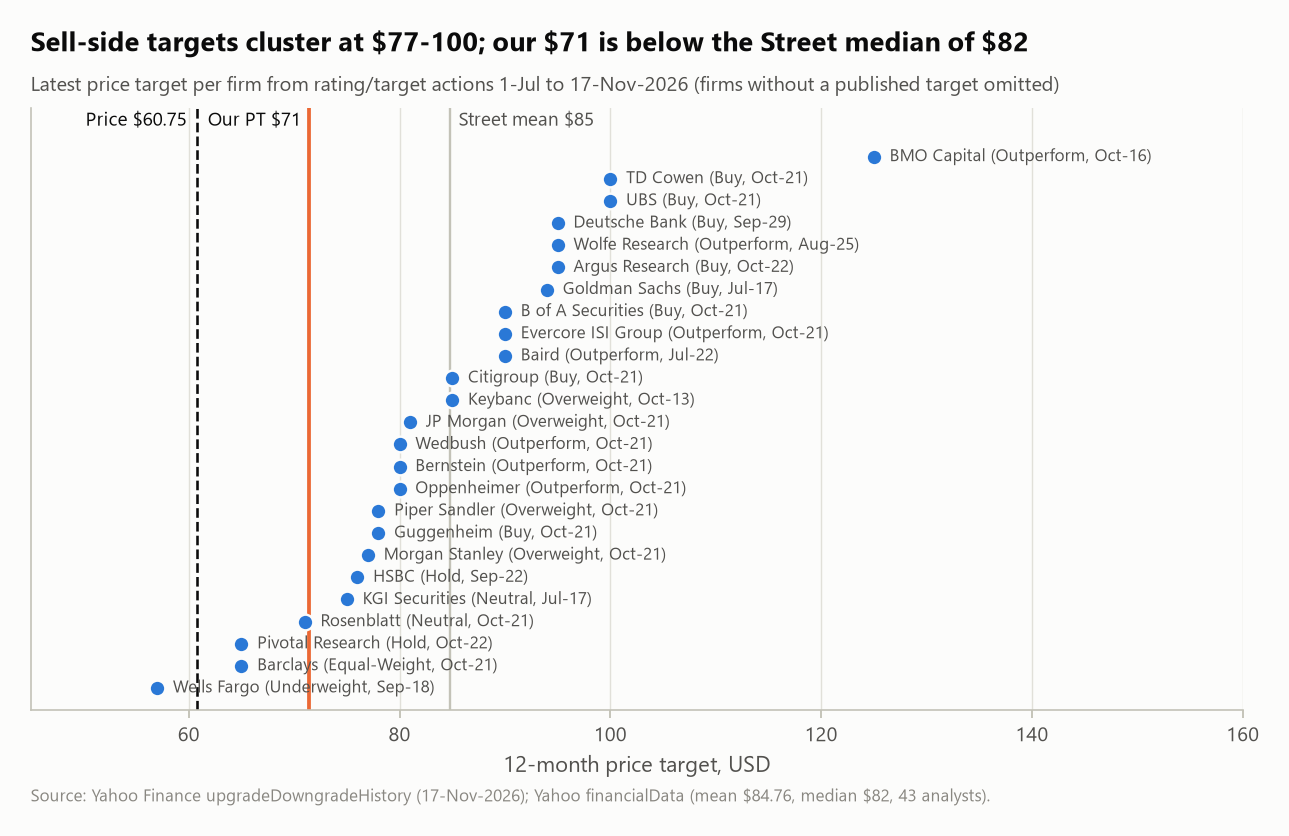 Sell-side targets cluster at $77-100; our $71 is below the Street median of $82
Latest price target per firm from rating/target actions 1-Jul to 17-Nov-2026 (firms without a published target omitted)
Price $60.75
Our PT $71
Street mean $85
BMO Capital (Outperform, Oct-16)
TD Cowen (Buy, Oct-21)
UBS (Buy, Oct-21)
Deutsche Bank (Buy, Sep-29)
Wolfe Research (Outperform, Aug-25)
Argus Research (Buy, Oct-22)
Goldman Sachs (Buy, Jul-17)
B of A Securities (Buy, Oct-21)
Evercore ISI Group (Outperform, Oct-21)
Baird (Outperform, Jul-22)
Citigroup (Buy, Oct-21)
Keybanc (Overweight, Oct-13)
JP Morgan (Overweight, Oct-21)
Wedbush (Outperform, Oct-21)
Bernstein (Outperform, Oct-21)
Oppenheimer (Outperform, Oct-21)
Piper Sandler (Overweight, Oct-21)
Guggenheim (Buy, Oct-21)
Morgan Stanley (Overweight, Oct-21)
HSBC (Hold, Sep-22)
KGI Securities (Neutral, Jul-17)
Rosenblatt (Neutral, Oct-21)
Pivotal Research (Hold, Oct-22)
Barclays (Equal-Weight, Oct-21)
Wells Fargo (Underweight, Sep-18)
60 80 100 120 140 160
12-month price target, USD
Source: Yahoo Finance upgradeDowngradeHistory (17-Nov-2026); Yahoo financialData (mean $84.76, median $82, 43 analysts).